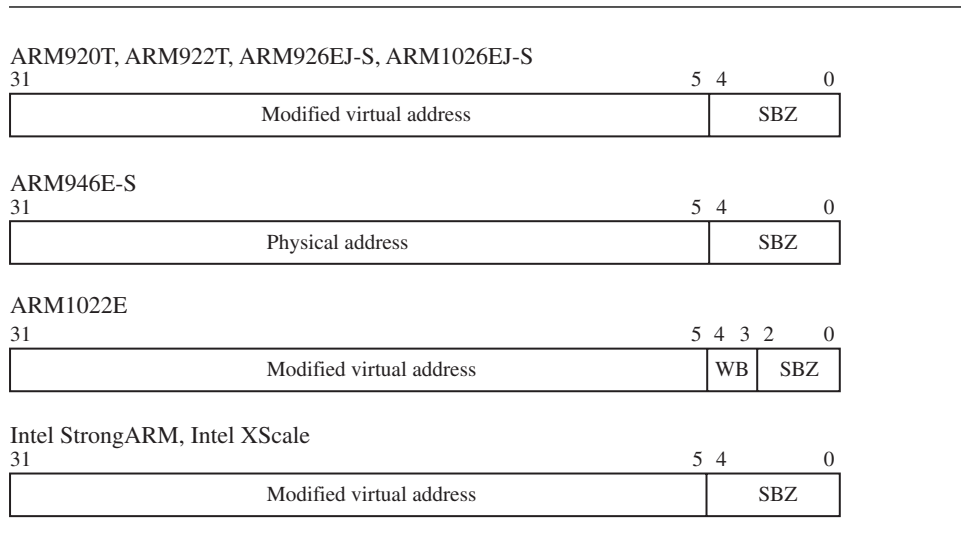 ARM920T, ARM922T, ARM926EJ-S, ARM1026EJ-S
31 5 4 0
Modified virtual address SBZ
ARM946E-S
31 5 4 0
Physical address SBZ
ARM1022E
31 5 4 3 2 0
Modified virtual address WB SBZ
Intel StrongARM, Intel XScale
31 5 4 0
Modified virtual address SBZ